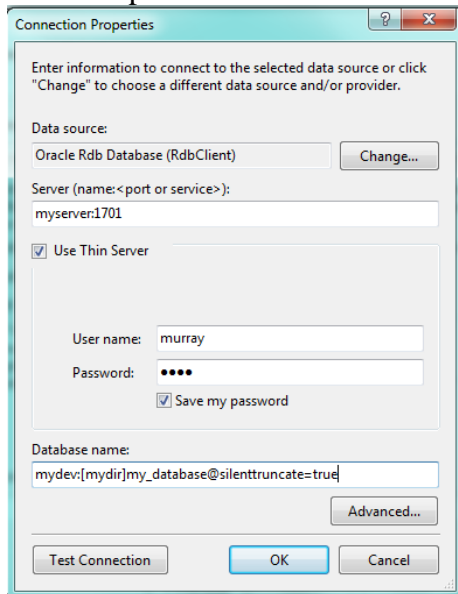 Connection Properties
Enter information to connect to the selected data source or click
"Change" to choose a different data source and/or provider.
Data source:
Oracle Rdb Database (RdbClient)
Change...
Server (name:<port or service>):
myserver:1701
Use Thin Server
User name:
murray
Password:
••••
Save my password
Database name:
mydev:[mydir]my_database@silenttruncate=true
Advanced...
Test Connection
OK
Cancel